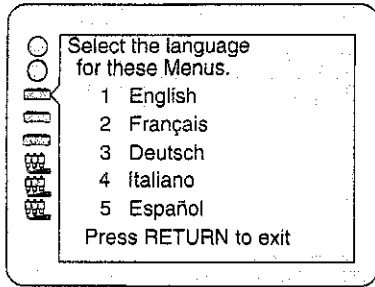 Select the language
for these Menus.
1 English
2 Français
3 Deutsch
4 Italiano
5 Español
Press RETURN to exit